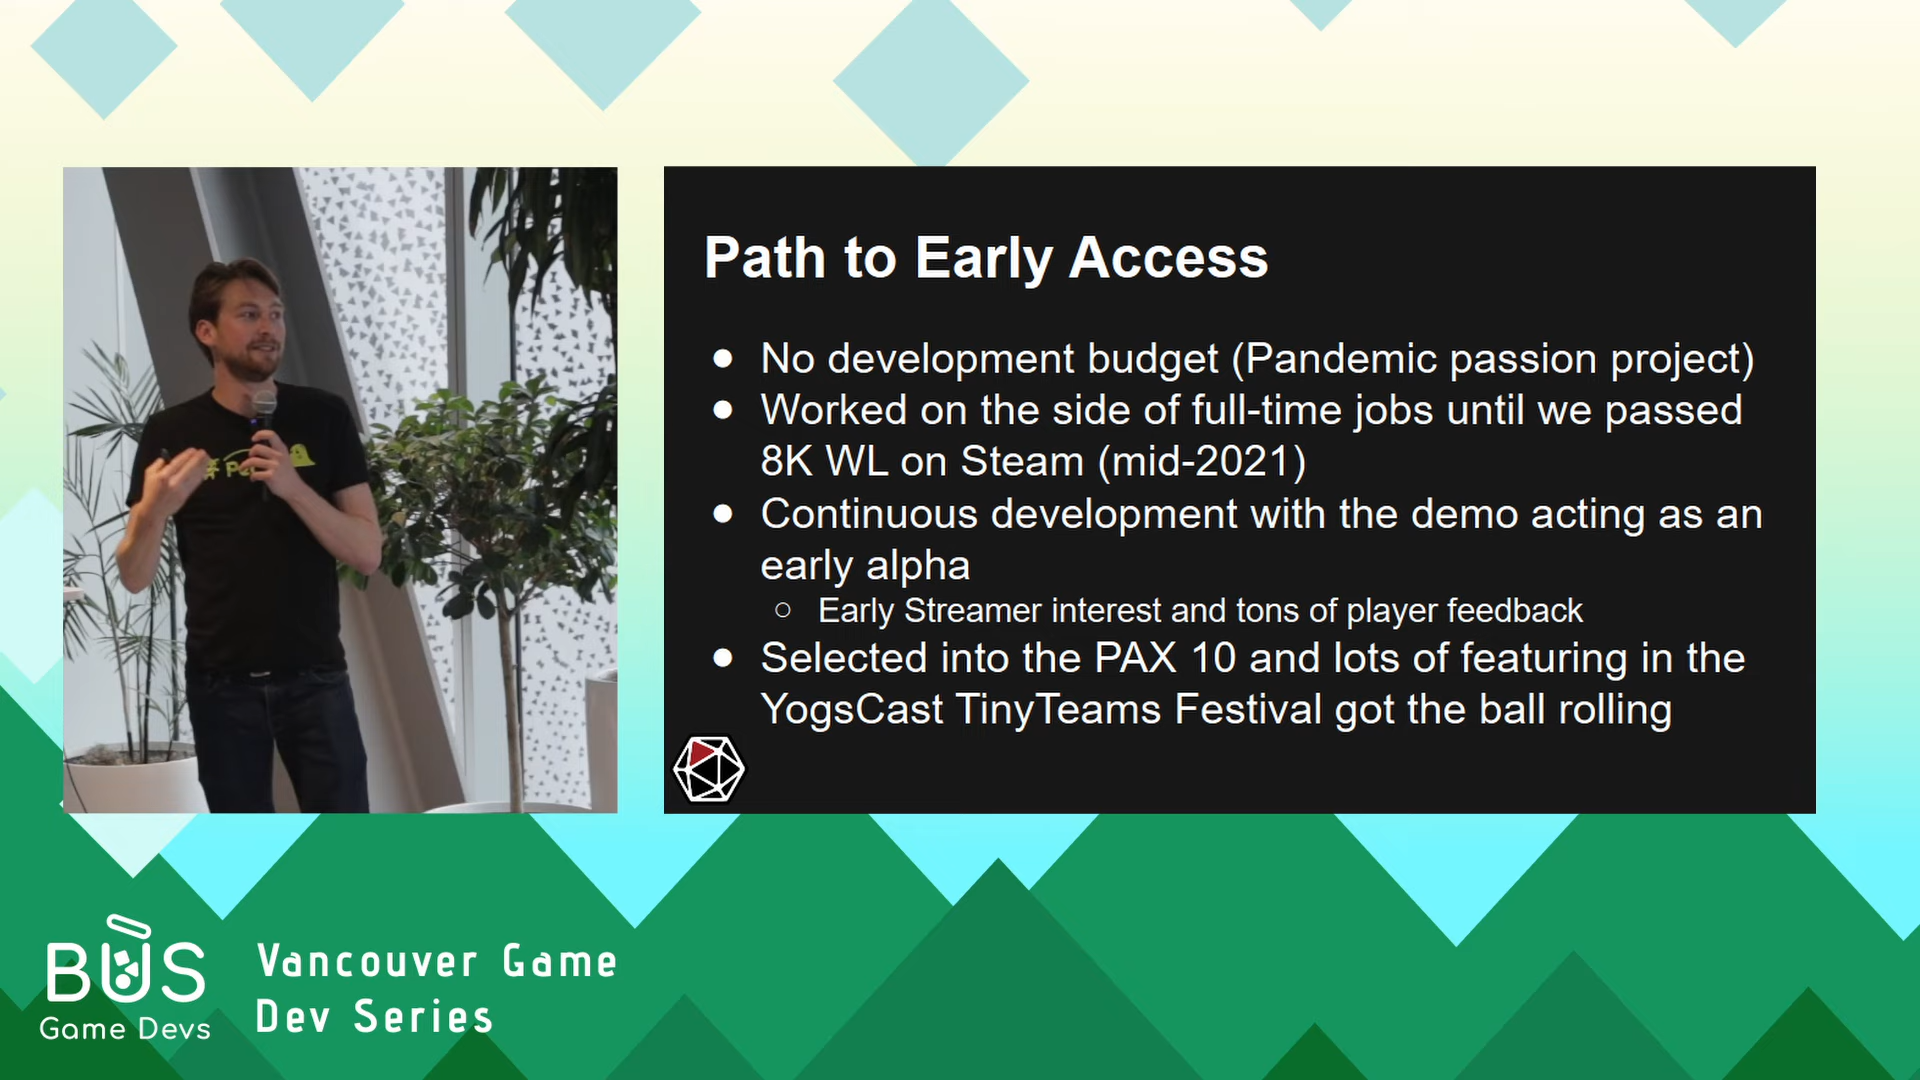 Path to Early Access
● No development budget (Pandemic passion project)
● Worked on the side of full-time jobs until we passed
8K WL on Steam (mid-2021)
● Continuous development with the demo acting as an
early alpha
○ Early Streamer interest and tons of player feedback
● Selected into the PAX 10 and lots of featuring in the
YogsCast TinyTeams Festival got the ball rolling
BUS
Game Devs
Vancouver Game
Dev Series